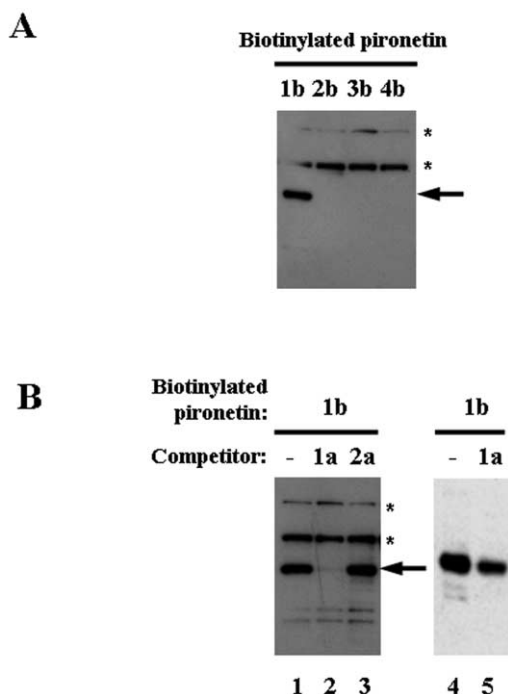 A
Biotinylated pironetin
1b 2b 3b 4b
*
*
B
Biotinylated
pironetin:
1b
1b
Competitor:
- 1a 2a
- 1a
*
*
1 2 3
4 5